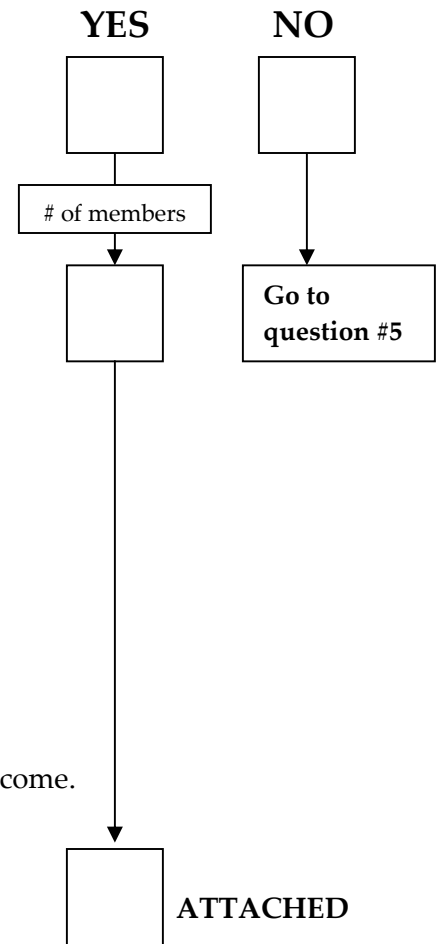 YES NO
# of members
Go to
question #5
come.
ATTACHED